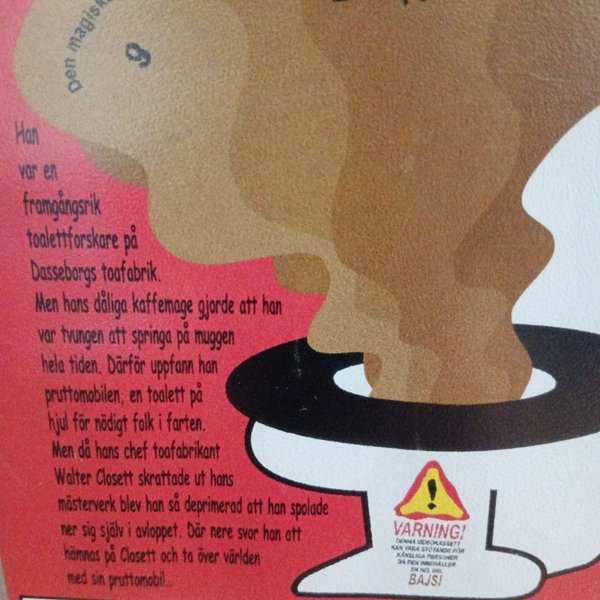 Den magiska
g
Han
var en
framgångsrik
toalettforskare på
Dasseborgs toafabrik.
Men hans dåliga kaffemage gjorde att han
var tvungen att springa på muggen
hela tiden. Därför uppfann han
pruttomobilen, en toalett på
hjul för nödigt folk i farten.
Men då hans chef toafabrikant
Walter Closett skrattade ut hans
mästerverk blev han så deprimerad att han spolade
ner sig själv i avloppet. Där nere svor han att
hämnas på Closett och ta över världen
med sin pruttomobil...
VARNING!
DENNA VIDEOKASSETT
KAN VARA STÖTANDE FÖR
KÄNSLIGA PERSONER
DÅ DEN INNEHÅLLER
EN HEL DEL
BAJS!